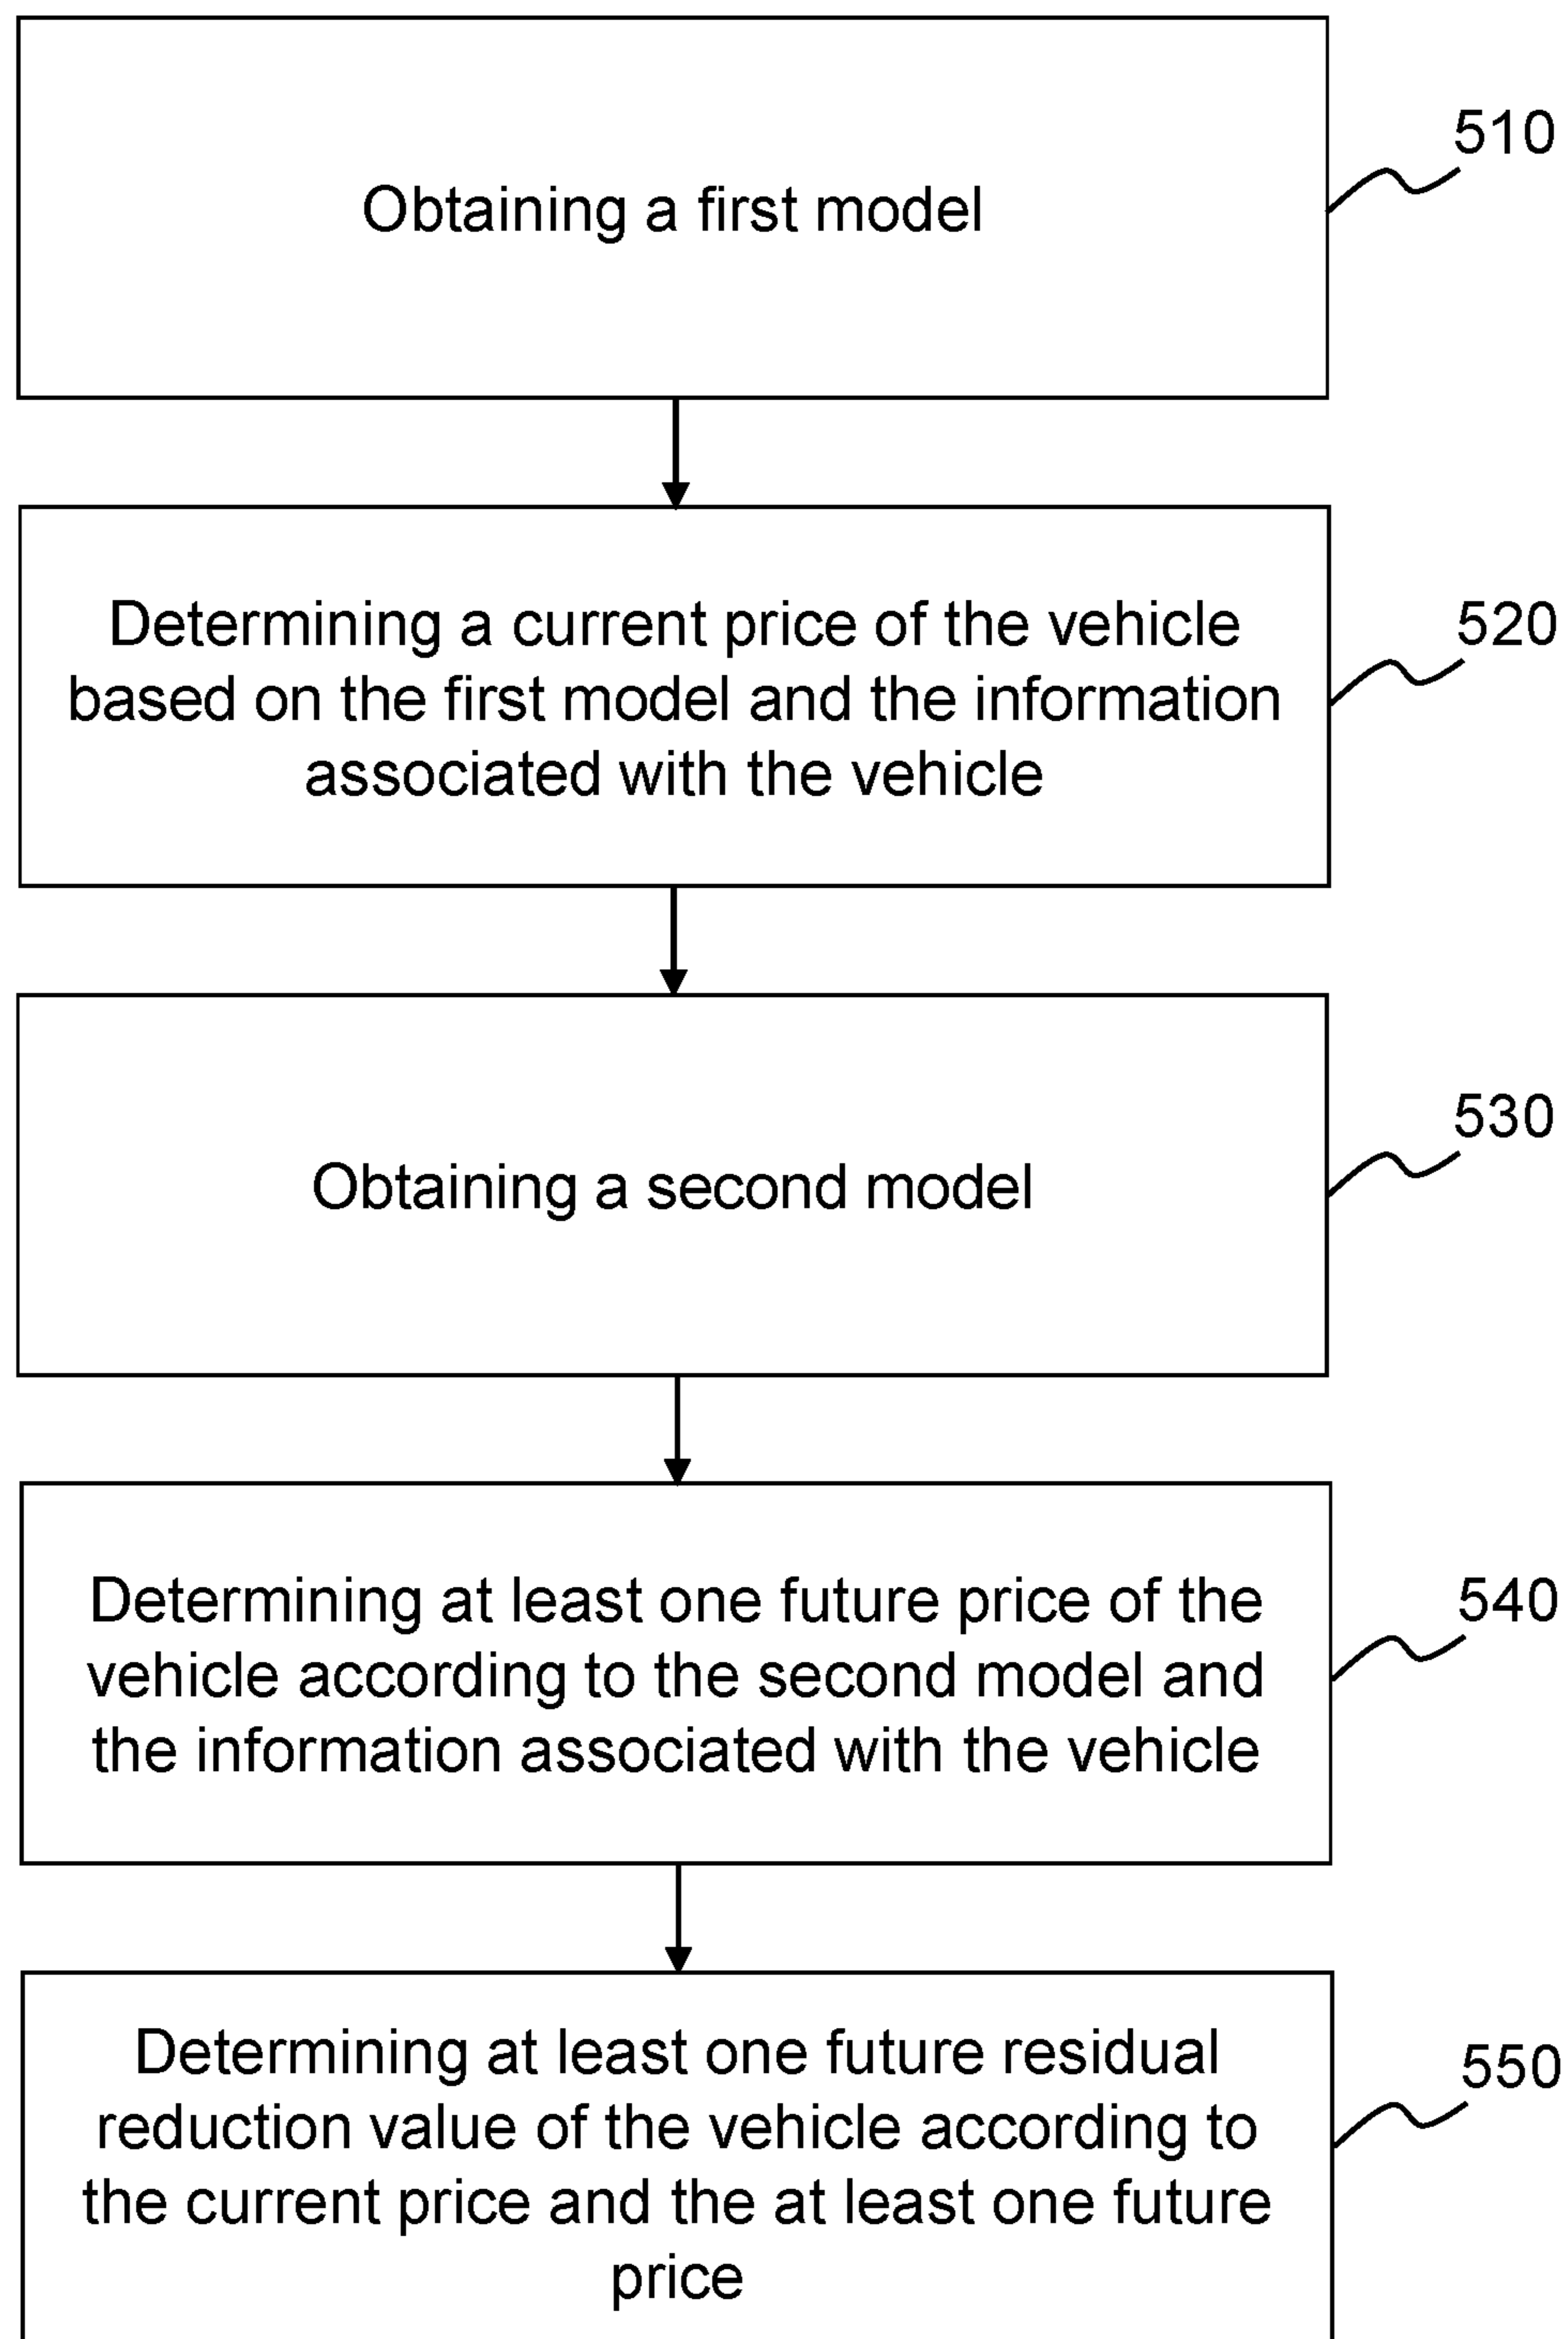 Obtaining a first model
510
Determining a current price of the vehicle
based on the first model and the information
associated with the vehicle
520
Obtaining a second model
530
Determining at least one future price of the
vehicle according to the second model and
the information associated with the vehicle
540
Determining at least one future residual
reduction value of the vehicle according to
the current price and the at least one future
price
550